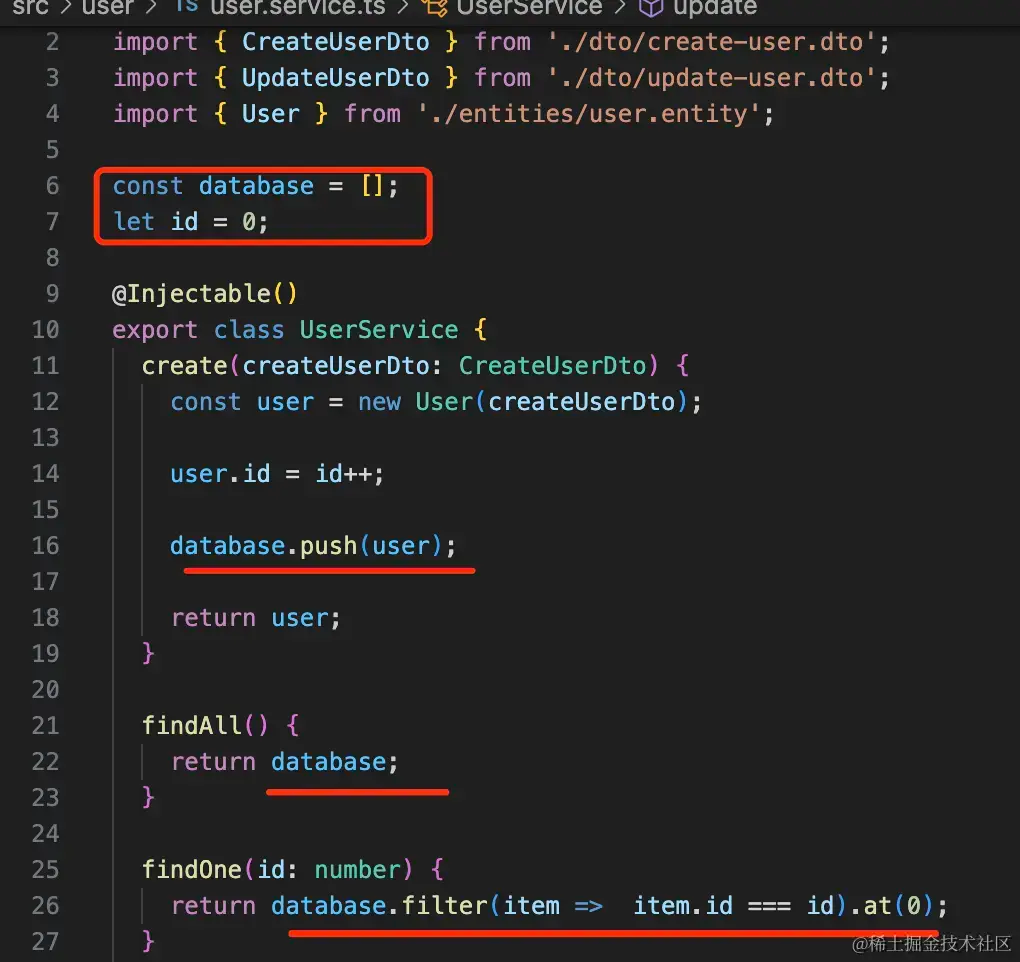 src > user > TS user.service.ts > UserService > update
2 import { CreateUserDto } from './dto/create-user.dto';
3 import { UpdateUserDto } from './dto/update-user.dto';
4 import { User } from './entities/user.entity';
5
6 const database = [];
7 let id = 0;
8
9 @Injectable()
10 export class UserService {
11 create(createUserDto: CreateUserDto) {
12 const user = new User(createUserDto);
13
14 user.id = id++;
15
16 database.push(user);
17
18 return user;
19 }
20
21 findAll() {
22 return database;
23 }
24
25 findOne(id: number) {
26 return database.filter(item => item.id === id).at(0);
27 }
@稀土掘金技术社区